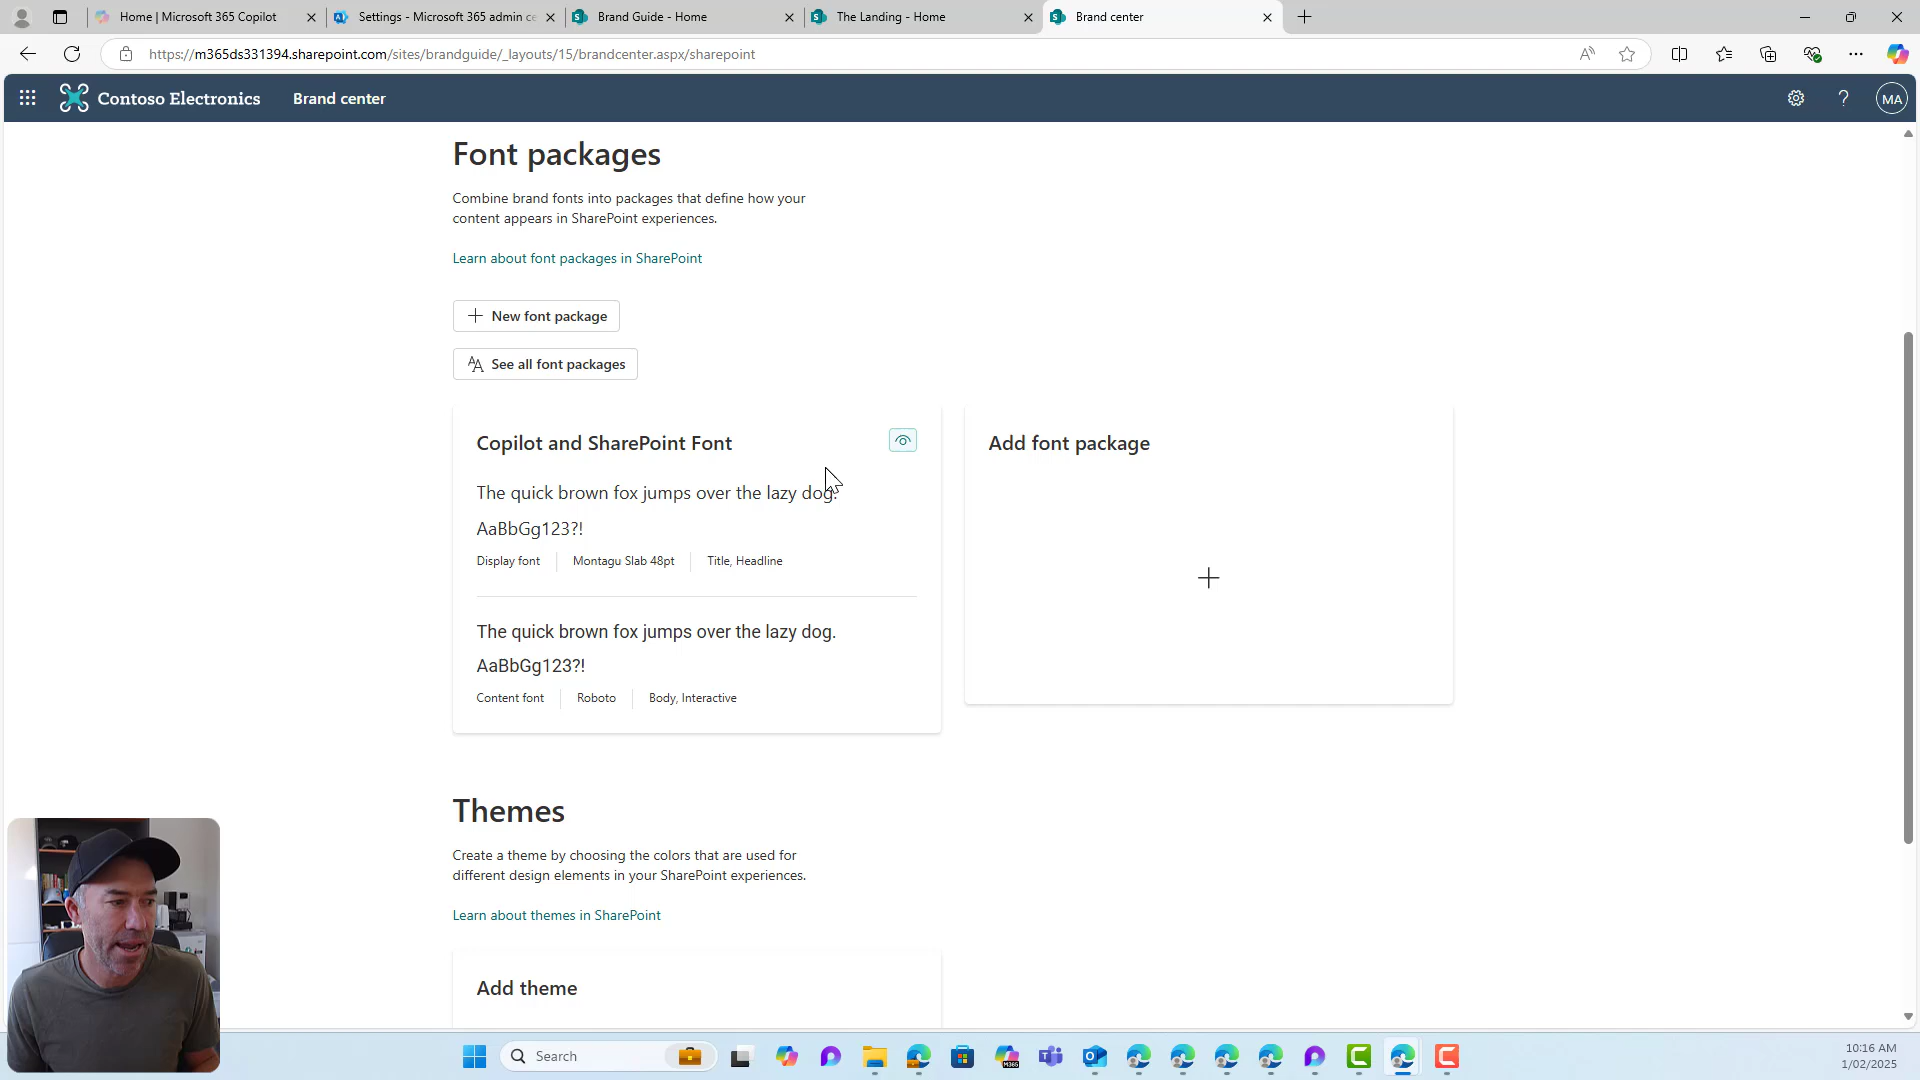 Home | Microsoft 365 Copilot
Settings - Microsoft 365 admin ce
Brand Guide - Home
The Landing - Home
Brand center
https://m365ds331394.sharepoint.com/sites/brandguide/_layouts/15/brandcenter.aspx/sharepoint
Contoso Electronics
Brand center
MA
Font packages
Combine brand fonts into packages that define how your
content appears in SharePoint experiences.
Learn about font packages in SharePoint
New font package
See all font packages
Copilot and SharePoint Font
The quick brown fox jumps over the lazy dog.
AaBbGg123?!
Display font
Montagu Slab 48pt
Title, Headline
The quick brown fox jumps over the lazy dog.
AaBbGg123?!
Content font
Roboto
Body, Interactive
Add font package
Themes
Create a theme by choosing the colors that are used for
different design elements in your SharePoint experiences.
Learn about themes in SharePoint
Add theme
Search
M365
10:16 AM
1/02/2025